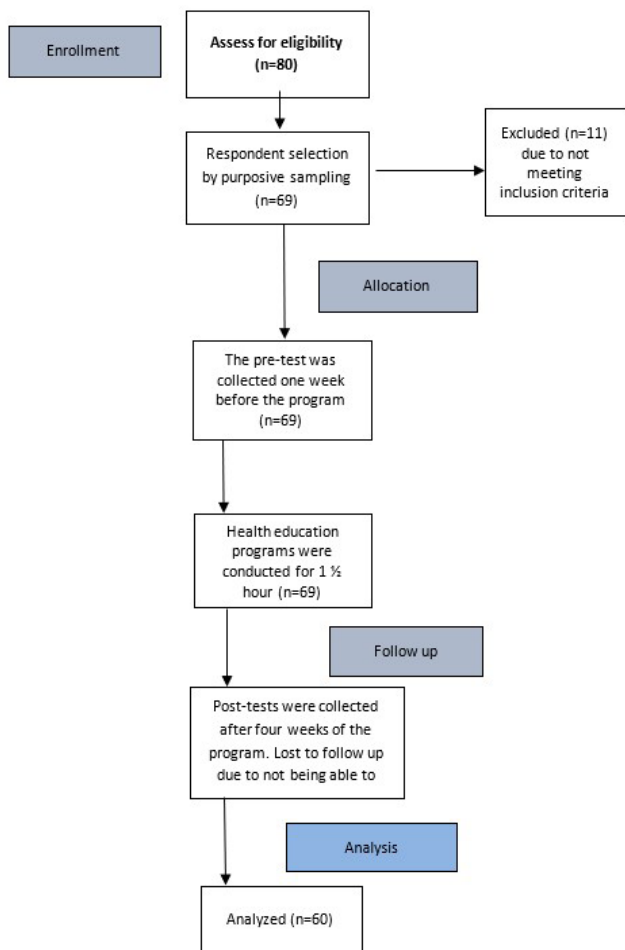 Enrollment
Assess for eligibility
(n=80)
Respondent selection
by purposive sampling
(n=69)
Excluded (n=11)
due to not
meeting
inclusion criteria
Allocation
The pre-test was
collected one week
before the program
(n=69)
Health education
programs were
conducted for 1 ½
hour (n=69)
Follow up
Post-tests were collected
after four weeks of the
program. Lost to follow up
due to not being able to
Analysis
Analyzed (n=60)